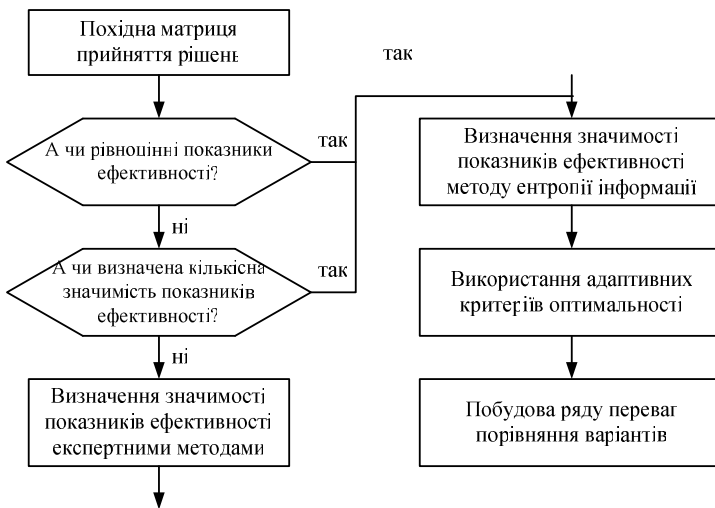 Похідна матриця
прийняття рішень
так
А чи рівноцінні показники
ефективності?
так
ні
А чи визначена кількісна
значимість показників
ефективності?
так
ні
Визначення значимості
показників ефективності
експертними методами
Визначення значимості
показників ефективності
методу ентропії інформації
Використання адаптивних
критеріїв оптимальності
Побудова ряду переваг
порівняння варіантів